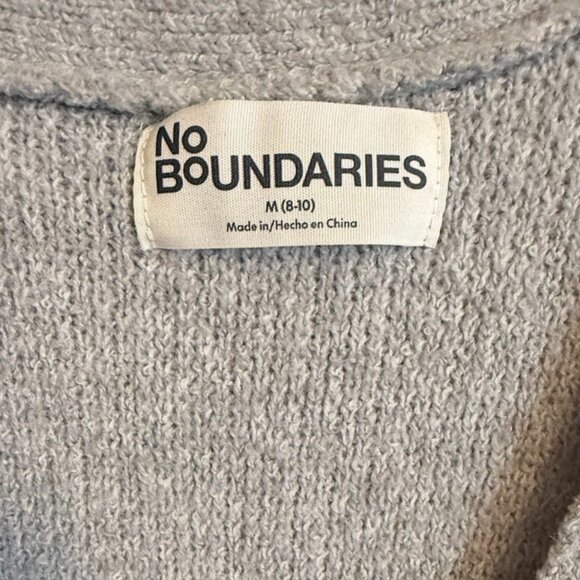 No
BoUNDARIES
M (8-10)
Made in/Hecho en China